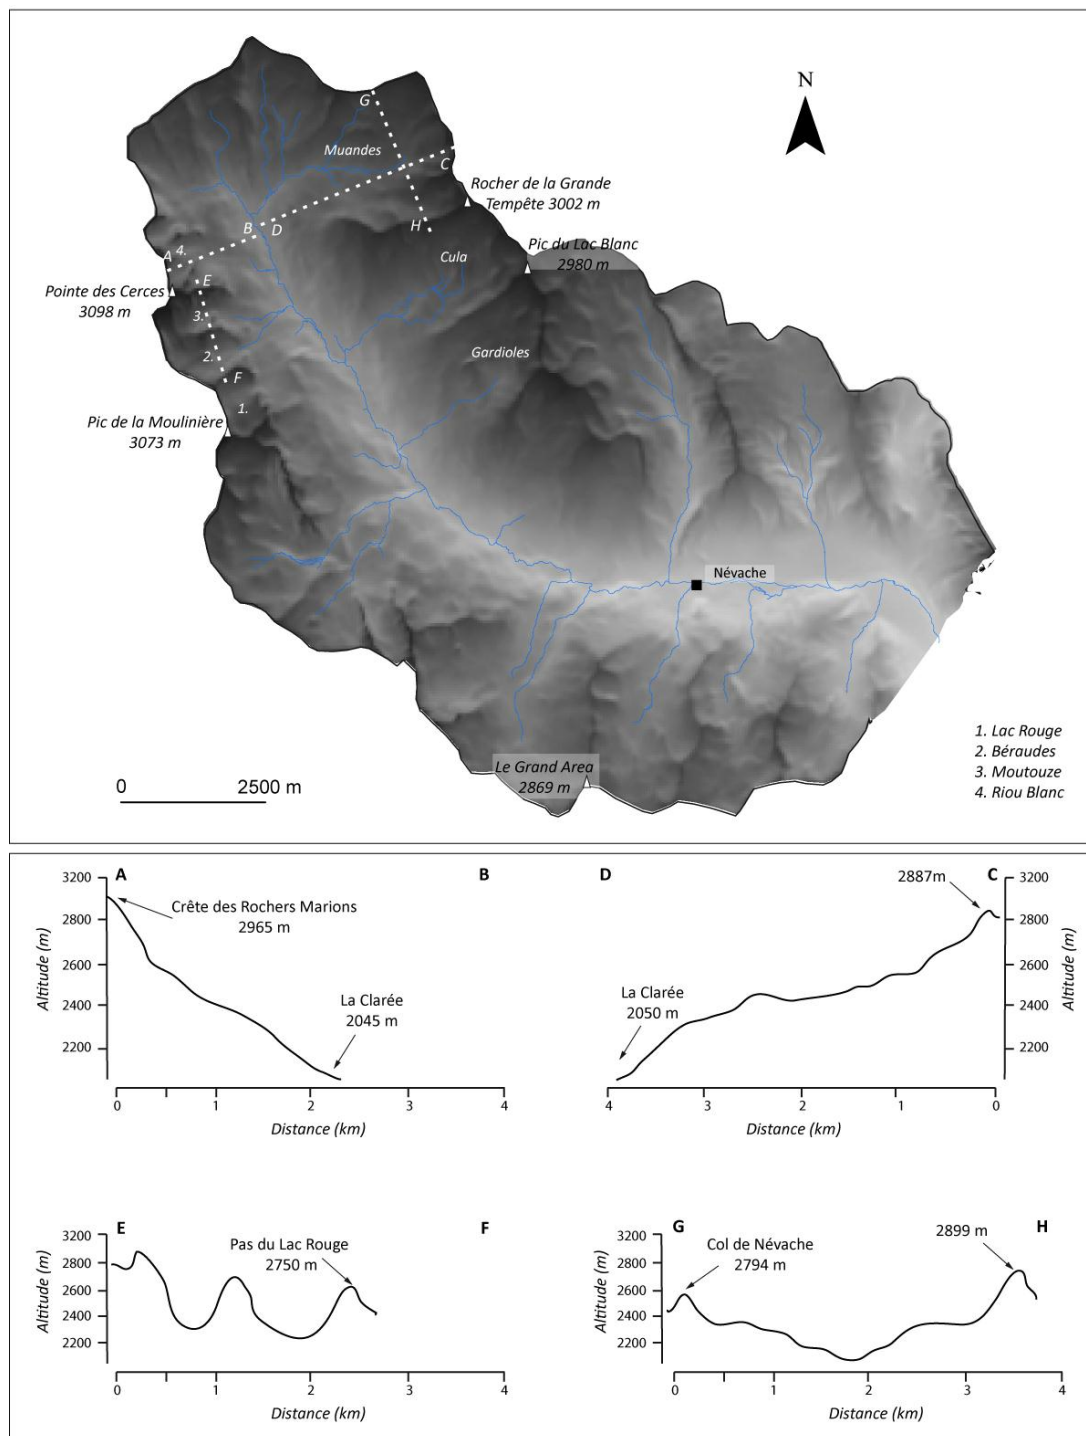 N
G
Muandes
C
Rocher de la Grande
Tempête 3002 m
B
D
H
Pic du Lac Blanc
2980 m
A
4.
Cula
E
Pointe des Cerces
3098 m
3.
Gardioles
2.
F
1.
Pic de la Moulinière
3073 m
Névache
1. Lac Rouge
2. Béraudes
3. Moutouze
4. Riou Blanc
Le Grand Area
2869 m
0
2500 m
A
B
3200
2800
2600
2400
2200
Altitude (m)
Crête des Rochers Marions
2965 m
La Clarée
2045 m
0
1
2
3
4
Distance (km)
D
C
2887m
3200
2800
2600
2400
2200
Altitude (m)
La Clarée
2050 m
4
3
2
1
0
Distance (km)
E
F
3200
2800
2600
2400
2200
Altitude (m)
Pas du Lac Rouge
2750 m
0
1
2
3
4
Distance (km)
G
H
3200
2800
2600
2400
2200
Altitude (m)
Col de Névache
2794 m
2899 m
0
1
2
3
4
Distance (km)